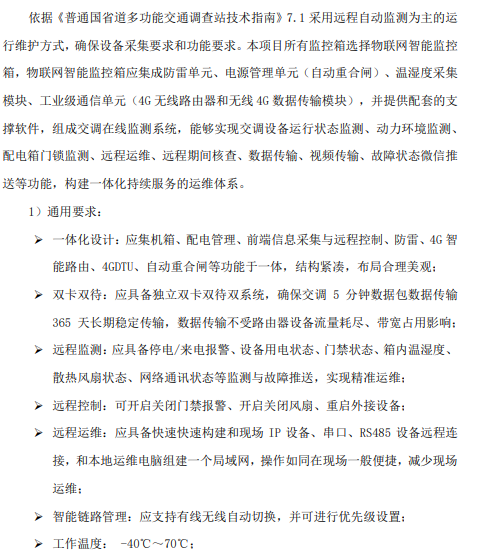 依据《普通国省道多功能交通调查站技术指南》7.1 采用远程自动监测为主的运
行维护方式，确保设备采集要求和功能要求。本项目所有监控箱选择物联网智能监控
箱，物联网智能监控箱应集成防雷单元、电源管理单元（自动重合闸）、温湿度采集
模块、工业级通信单元（4G 无线路由器和无线 4G 数据传输模块），并提供配套的支
撑软件，组成交调在线监测系统，能够实现交调设备运行状态监测、动力环境监测、
配电箱门锁监测、远程运维、远程期间核查、数据传输、视频传输、故障状态微信推
送等功能，构建一体化持续服务的运维体系。
1）通用要求：
➢ 一体化设计：应集机箱、配电管理、前端信息采集与远程控制、防雷、4G 智
能路由、4GDTU、自动重合闸等功能于一体，结构紧凑，布局合理美观；
➢ 双卡双待：应具备独立双卡双待双系统，确保交调 5 分钟数据包数据传输
365 天长期稳定传输，数据传输不受路由器设备流量耗尽、带宽占用影响；
➢ 远程监测：应具备停电/来电报警、设备用电状态、门禁状态、箱内温湿度、
散热风扇状态、网络通讯状态等监测与故障推送，实现精准运维；
➢ 远程控制：可开启关闭门禁报警、开启关闭风扇、重启外接设备；
➢ 远程运维：应具备快速快速构建和现场 IP 设备、串口、RS485 设备远程连
接，和本地运维电脑组建一个局域网，操作如同在现场一般便捷，减少现场
运维；
➢ 智能链路管理：应支持有线无线自动切换，并可进行优先级设置；
➢ 工作温度： -40℃～70℃；